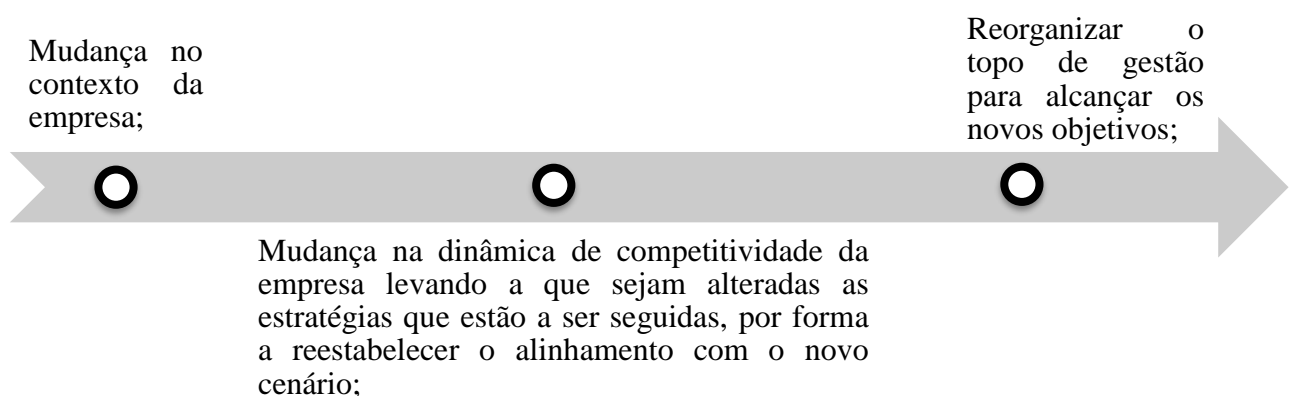 Mudança no
contexto da
empresa;
Mudança na dinâmica de competitividade da
empresa levando a que sejam alteradas as
estratégias que estão a ser seguidas, por forma
a reestabelecer o alinhamento com o novo
cenário;
Reorganizar o
topo de gestão
para alcançar os
novos objetivos;